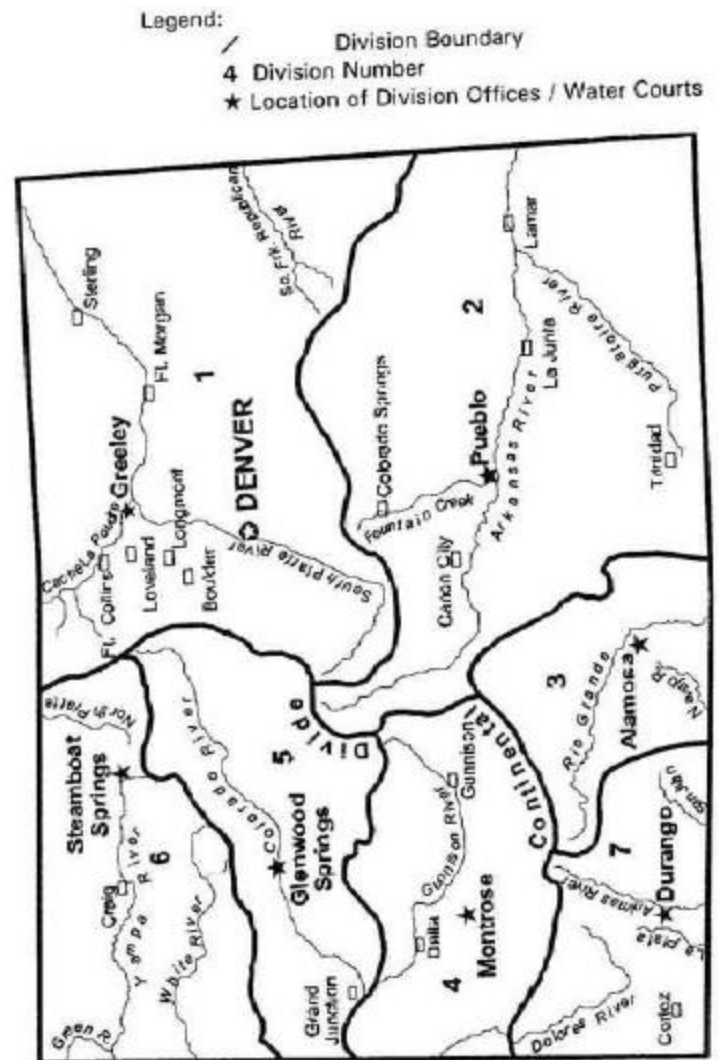 Legend:
Division Boundary
4 Division Number
★ Location of Division Offices / Water Courts
Sterling
Ft. Morgan
1
So. Frk. Republican
River
Cache La Poudre
Greeley
Ft. Collins
Loveland
Longmont
Boulder
DENVER
South Platte River
2
Lamar
La Junta
Purgatoire River
Trinidad
Colorado Springs
Fountain Creek
Pueblo
Arkansas River
Canon City
3
Rio Grande
Alamosa
Navajo R.
North Platte
Steamboat
Springs
6
Craig
Yampa River
White River
Green R.
Colorado River
5
Glenwood
Springs
Grand
Junction
Continental
Divide
Gunnison
Gunnison River
Delta
Montrose
4
7
San Juan
Durango
Animas River
La Plata
Dolores River
Cortez